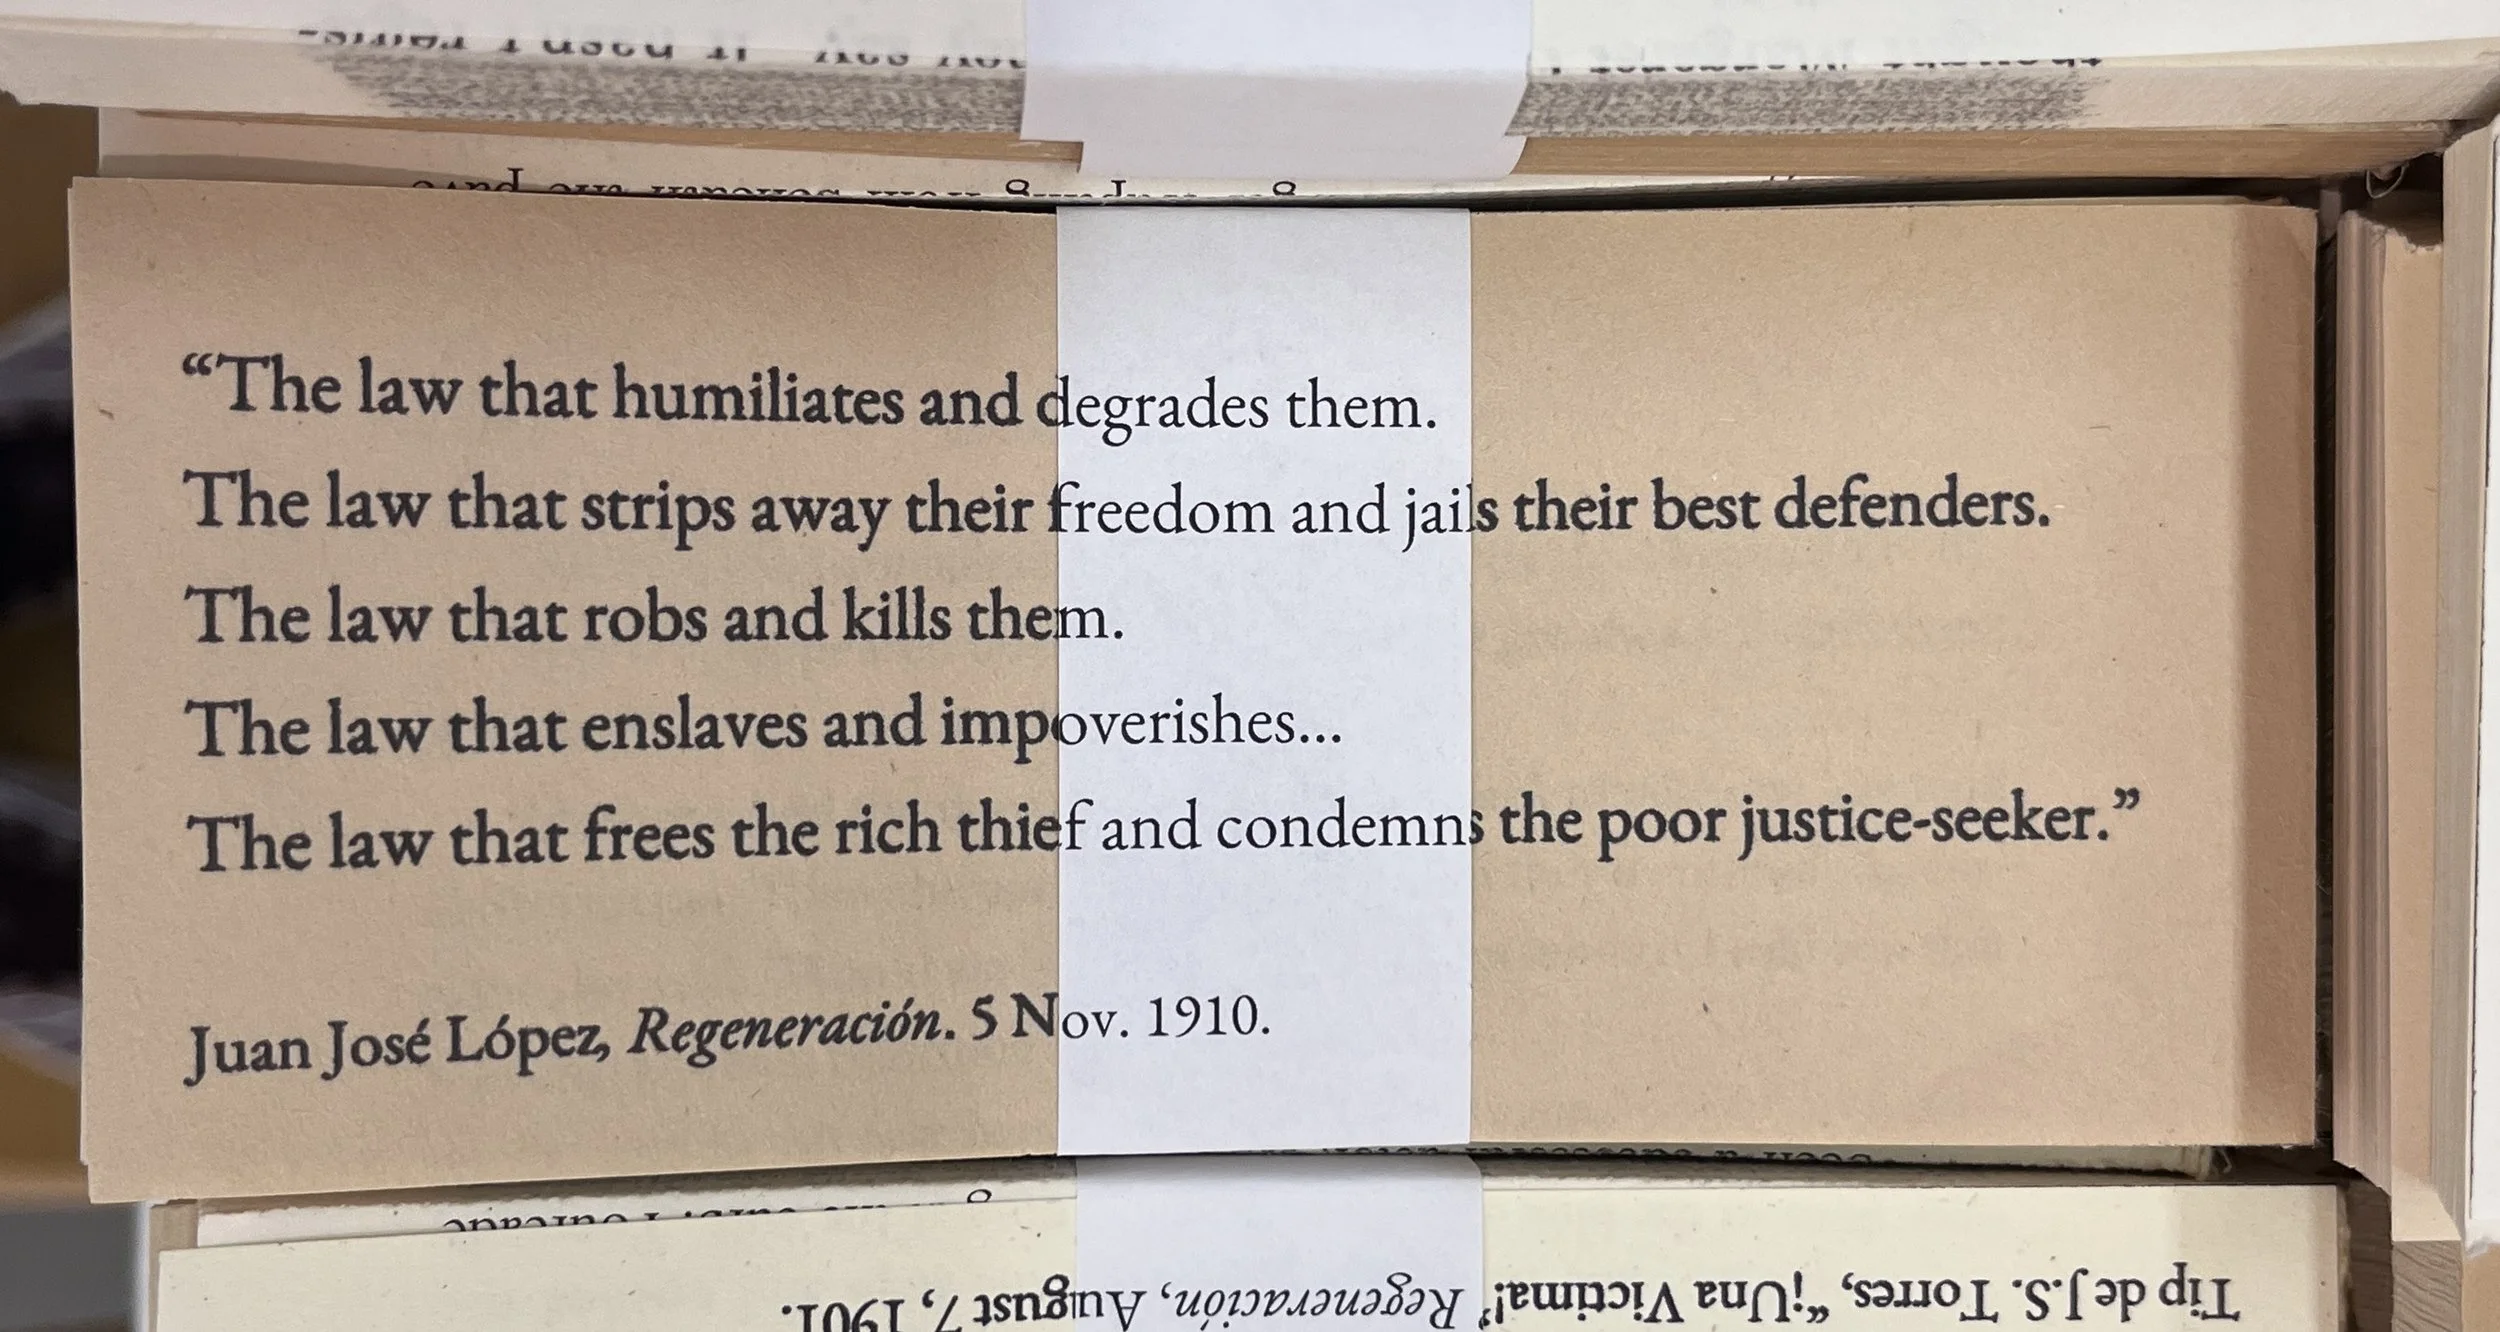 “The law that humiliates and degrades them.
The law that strips away their freedom and jails their best defenders.
The law that robs and kills them.
The law that enslaves and impoverishes...
The law that frees the rich thief and condemns the poor justice-seeker.”
Juan José López, Regeneración. 5 Nov. 1910.
Tip de J.S. Torres, “¡Una Victima!” Regeneración, August 7, 1901.